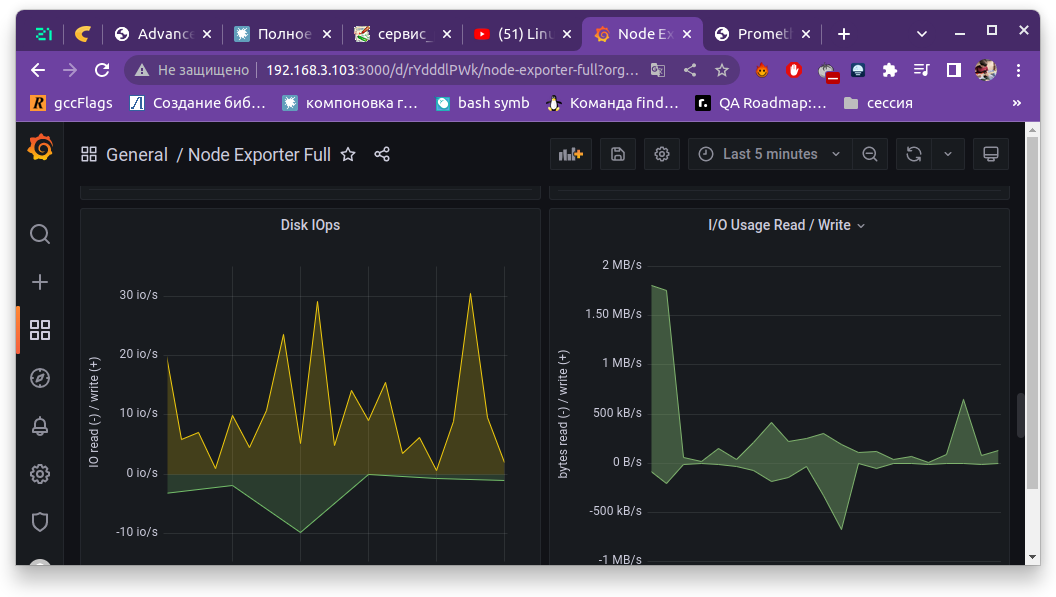 Advance
Полное
сервис_
(51) Linu
Node Ex
Prometh
Не защищено
192.168.3.103:3000/d/rYdddlPWk/node-exporter-full?org...
gccFlags
Создание биб...
компоновка г...
bash symb
Команда find...
QA Roadmap:...
сессия
»
General / Node Exporter Full
Last 5 minutes
Disk IOps
IO read (-) / write (+)
30 io/s
20 io/s
10 io/s
0 io/s
-10 io/s
I/O Usage Read / Write
bytes read (-) / write (+)
2 MB/s
1.50 MB/s
1 MB/s
500 kB/s
0 B/s
-500 kB/s
-1 MB/s